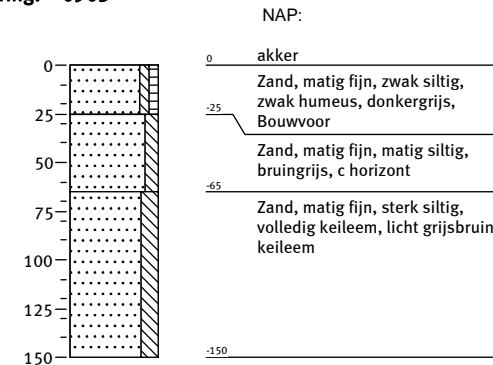 NAP:
0
akker
0
Zand, matig fijn, zwak siltig,
zwak humeus, donkergrijs,
Bouwvoor
-25
25
Zand, matig fijn, matig siltig,
bruingrijs, c horizont
50
-65
Zand, matig fijn, sterk siltig,
volledig keileem, licht grijsbruin
keileem
75
100
125
-150
150